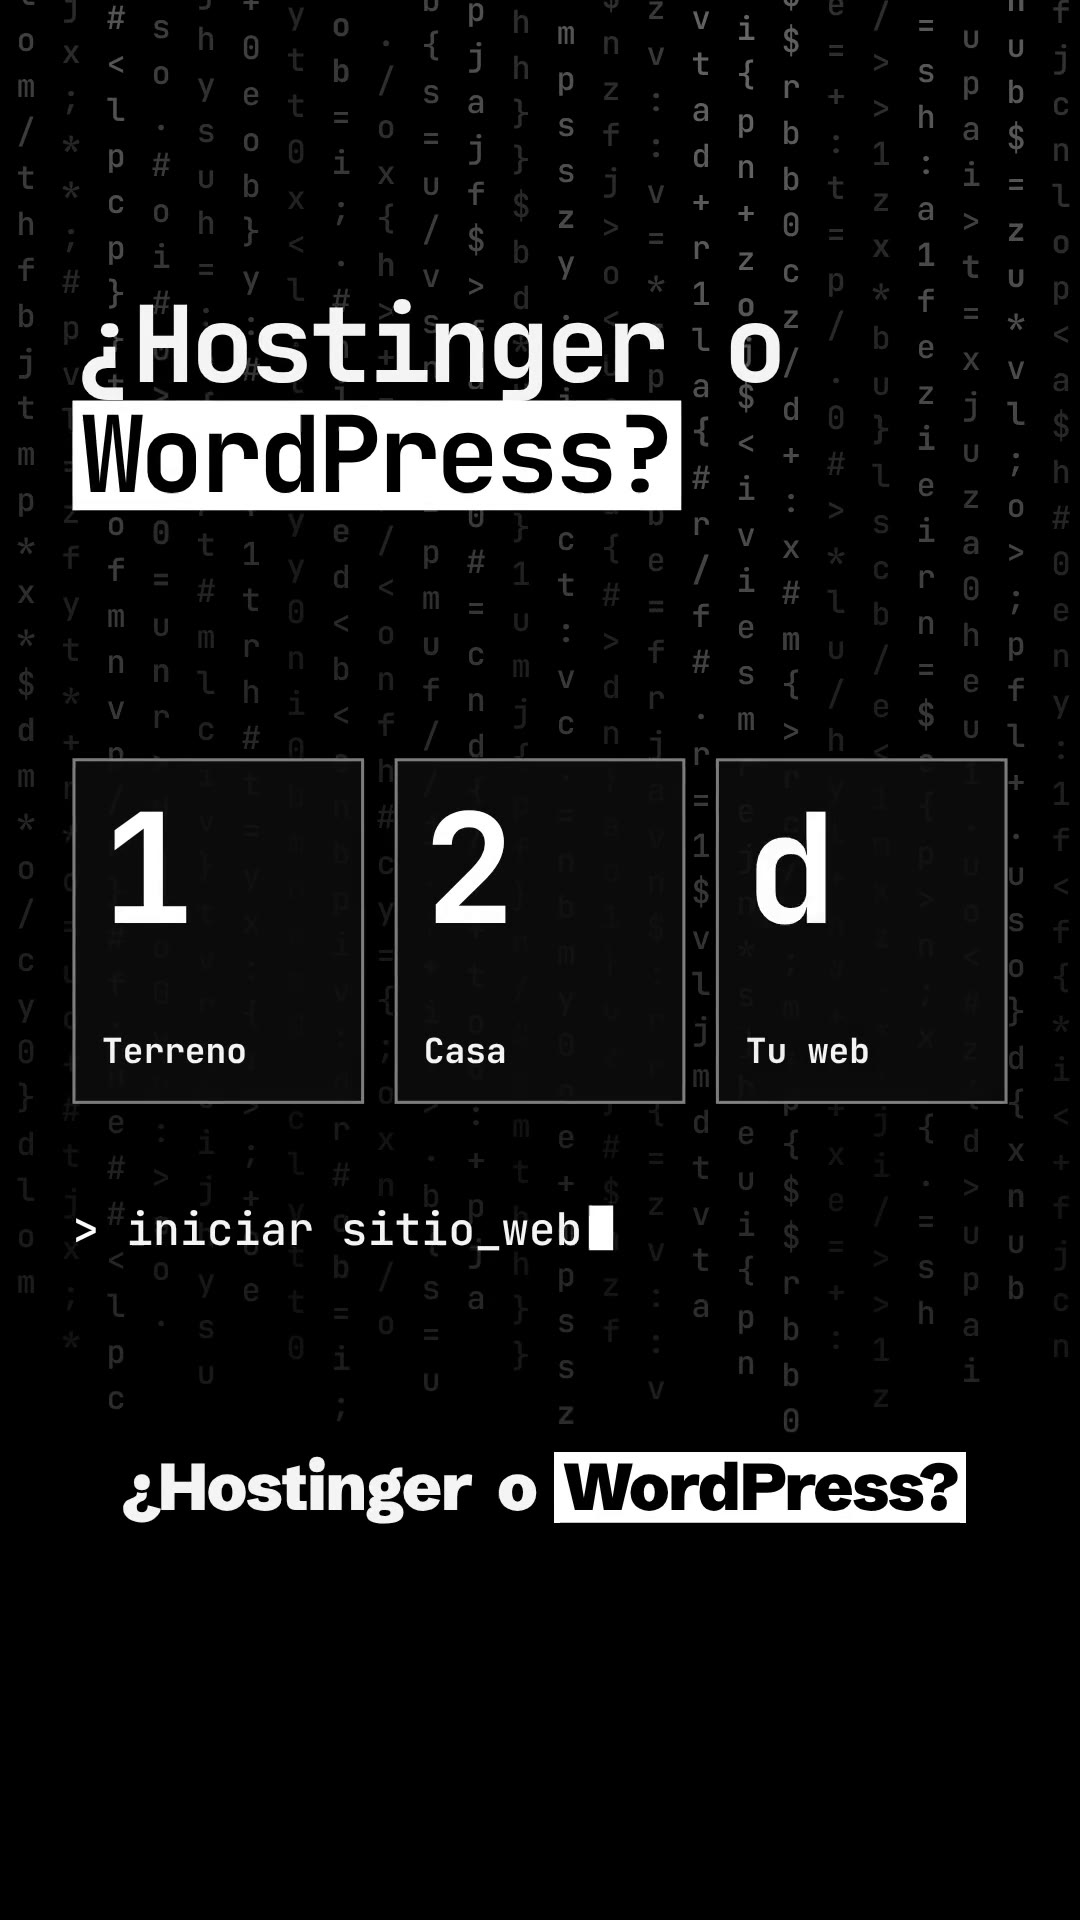 ¿Hostinger o
WordPress?
1
2
d
Terreno
Casa
Tu web
> iniciar sitio_web
¿Hostinger o WordPress?